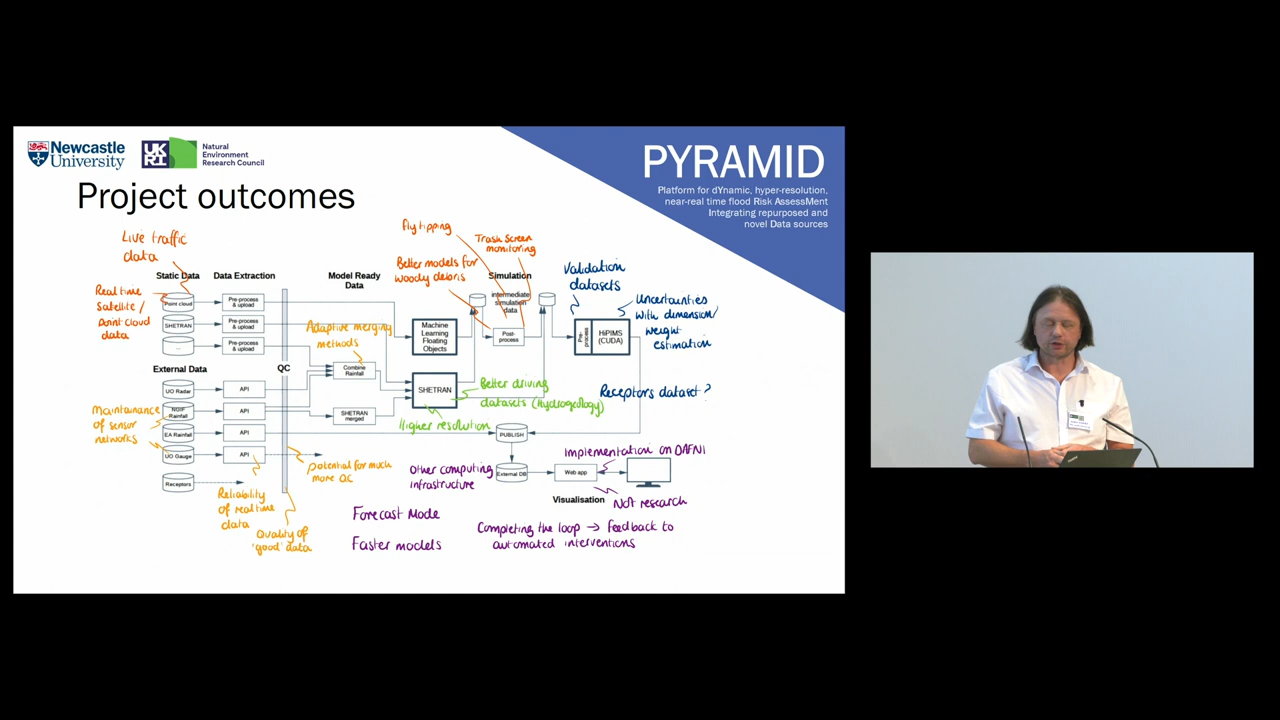 Newcastle
University
UK
RI
Natural
Environment
Research Council
PYRAMID
Platform for dYnamic, hyper-resolution,
near-real time flood Risk AssessMent
Integrating repurposed and
novel Data sources
Project outcomes
Live traffic
data
fly tipping
Trash screen
monitoring
Better models for
woody debris
Validation
datasets
Static Data
Data Extraction
Model Ready
Data
Simulation
Real time
Satellite/
point cloud
data
Point cloud
Pre-process
& upload
intermediate
simulation
data
Uncertainties
with dimension/
weight
estimation
SHETRAN
Pre-process
& upload
Adaptive merging
methods
Machine
Learning
Floating
Objects
Post-
process
Pre-
process
HiPIMS
(CUDA)
...
Pre-process
& upload
External Data
QC
Combine
Rainfall
SHETRAN
Better driving
datasets (Hydrogeology)
Receptors dataset?
UO Radar
API
Maintainance
of sensor
networks
NGIF
Rainfall
API
SHETRAN
merged
Higher resolution
EA Rainfall
API
PUBLISH
UO Gauge
API
potential for much
more QC
Other computing
infrastructure
External DB
Web app
Implementation on DAFNI
Receptors
Reliability
of realtime
data
Visualisation
Not research
Quality of
'good' data
Forecast Mode
Faster models
Completing the loop → feedback to
automated interventions